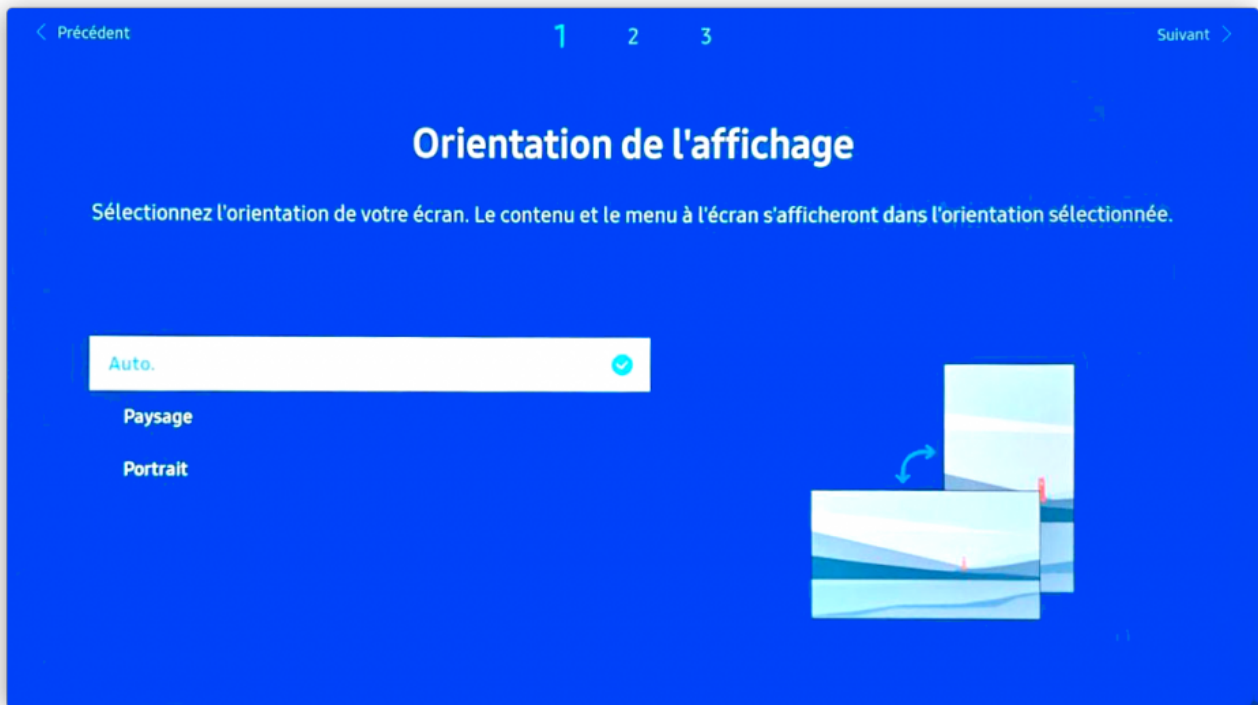 Précédent
1 2 3
Suivant
Orientation de l'affichage
Sélectionnez l'orientation de votre écran. Le contenu et le menu à l'écran s'afficheront dans l'orientation sélectionnée.
Auto.
Paysage
Portrait